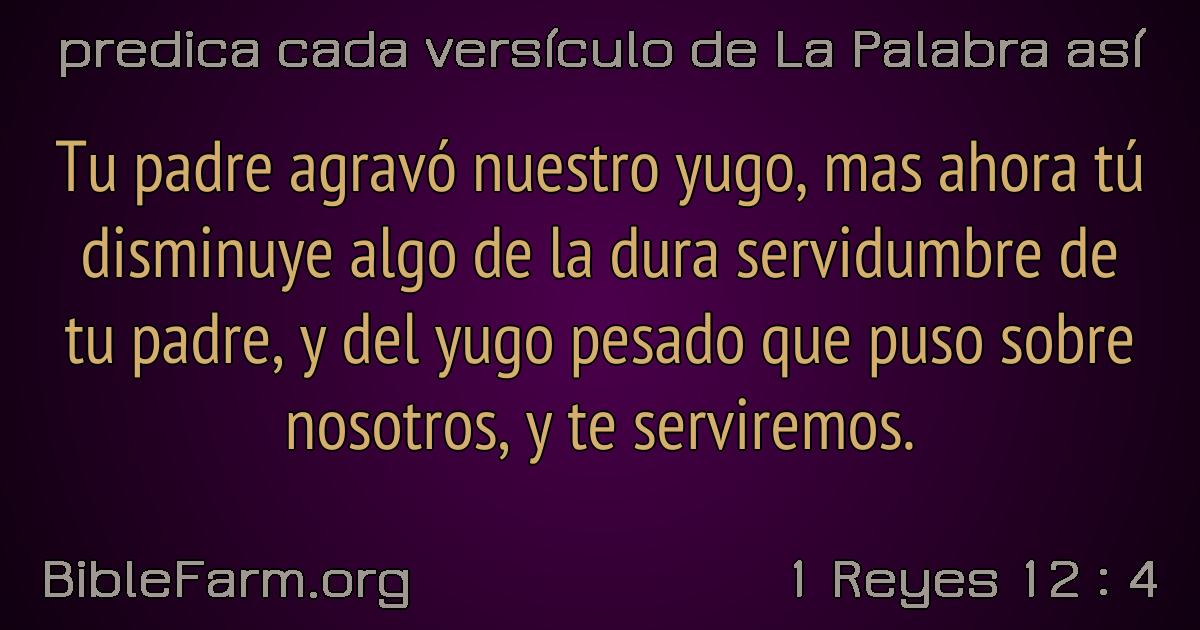 predica cada versículo de La Palabra así
Tu padre agravó nuestro yugo, mas ahora tú
disminuye algo de la dura servidumbre de
tu padre, y del yugo pesado que puso sobre
nosotros, y te serviremos.
BibleFarm.org
1 Reyes 12 : 4